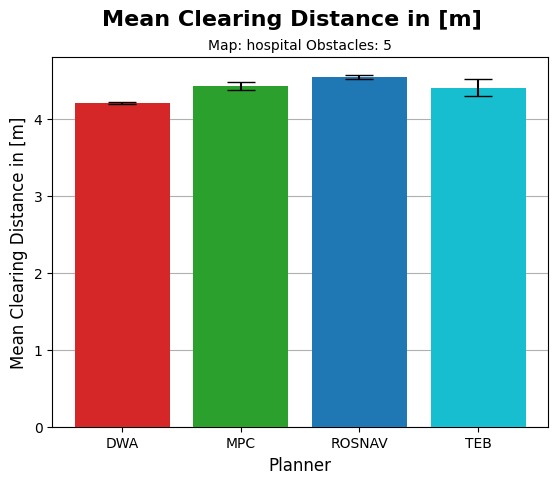 Mean Clearing Distance in [m]
Map: hospital Obstacles: 5
Mean Clearing Distance in [m]
4
3
2
1
0
DWA MPC ROSNAV TEB
Planner